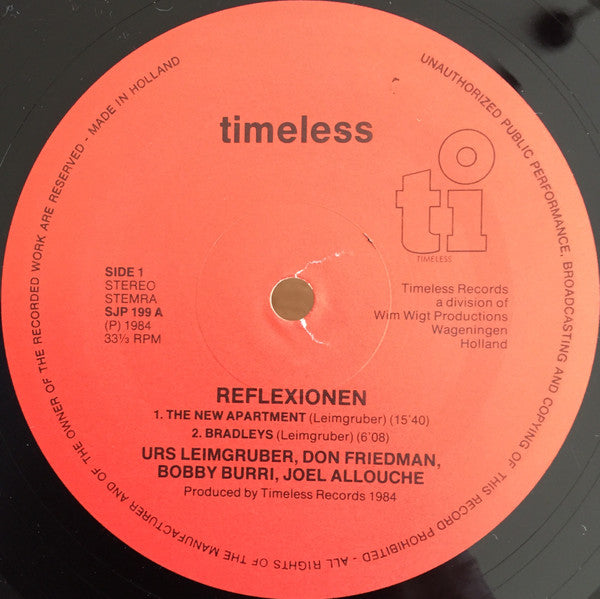 timeless
ti
TIMELESS
SIDE 1
STEREO
STEMRA
SJP 199 A
(P) 1984
33⅓ RPM
Timeless Records
a division of
Wim Wigt Productions
Wageningen
Holland
REFLEXIONEN
1. THE NEW APARTMENT (Leimgruber) (15'40)
2. BRADLEYS (Leimgruber) (6'08)
URS LEIMGRUBER, DON FRIEDMAN,
BOBBY BURRI, JOEL ALLOUCHE
Produced by Timeless Records 1984
UNAUTHORIZED PUBLIC PERFORMANCE, BROADCASTING AND COPYING OF THIS RECORD PROHIBITED - ALL RIGHTS OF THE MANUFACTURER AND OF THE OWNER OF THE RECORDED WORK ARE RESERVED - MADE IN HOLLAND